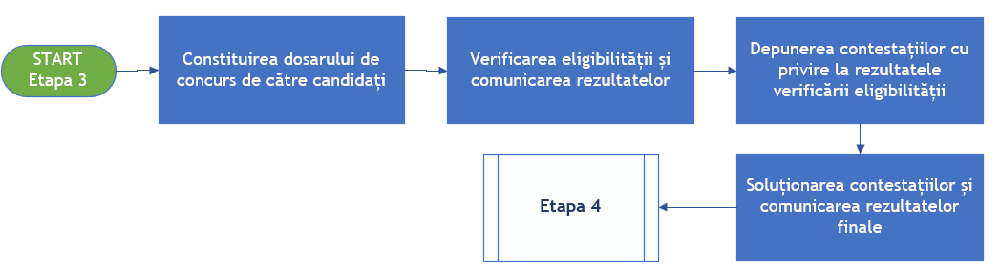 START
Etapa 3
Constituirea dosarului de
concurs de către candidați
Verificarea eligibilității și
comunicarea rezultatelor
Depunerea contestațiilor cu
privire la rezultatele
verificării eligibilității
Soluționarea contestațiilor și
comunicarea rezultatelor
finale
Etapa 4